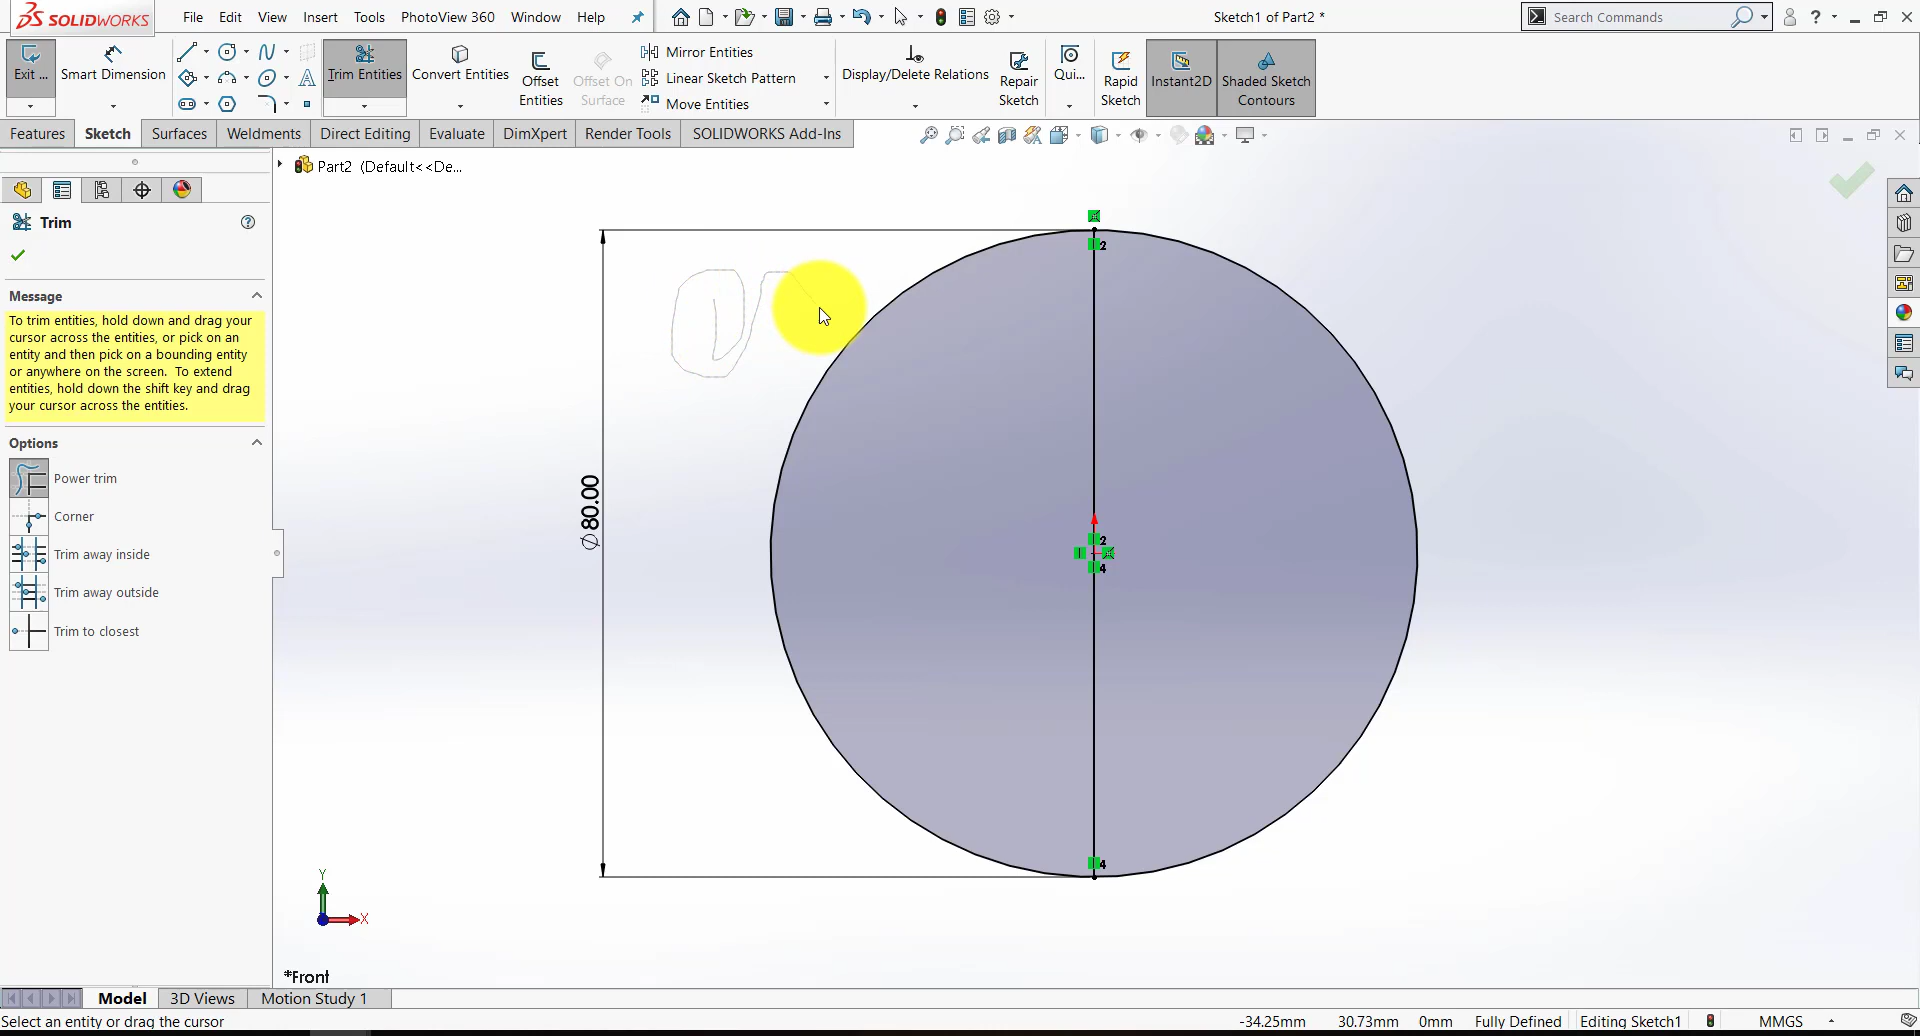 SOLIDWORKS File Edit View Insert Tools PhotoView 360 Window Help Sketch1 of Part2 * Search Commands ?
Exit ... Smart Dimension Trim Entities Convert Entities Offset Entities Offset On Surface Mirror Entities Linear Sketch Pattern Move Entities Display/Delete Relations Repair Sketch Qui... Rapid Sketch Instant2D Shaded Sketch Contours
Features Sketch Surfaces Weldments Direct Editing Evaluate DimXpert Render Tools SOLIDWORKS Add-Ins
Part2 (Default<<De...
Trim ?
Message
To trim entities, hold down and drag your
cursor across the entities, or pick on an
entity and then pick on a bounding entity
or anywhere on the screen. To extend
entities, hold down the shift key and drag
your cursor across the entities.
Options
Power trim
Corner
Trim away inside
Trim away outside
Trim to closest
2
∅80.00
2
4
4
Y
X
*Front
Model 3D Views Motion Study 1
Select an entity or drag the cursor -34.25mm 30.73mm 0mm Fully Defined Editing Sketch1 MMGS